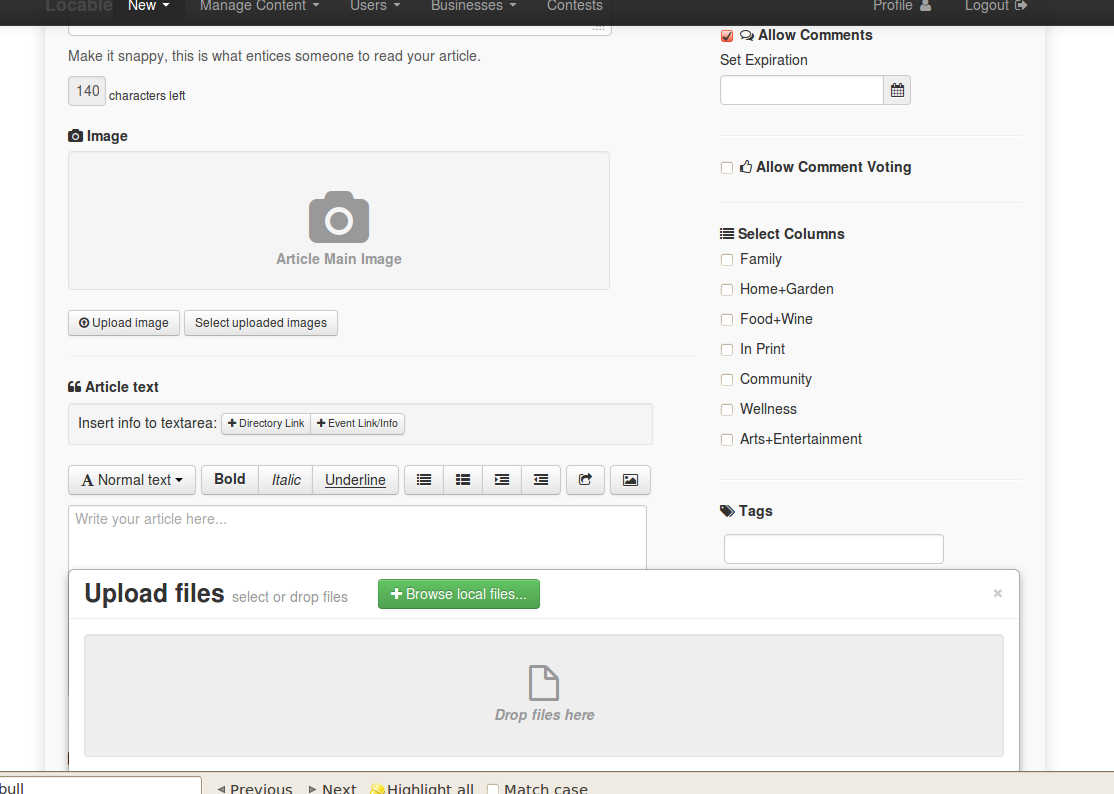 Locable New Manage Content Users Businesses Contests Profile Logout
Make it snappy, this is what entices someone to read your article.
140 characters left
Image
Article Main Image
Upload image Select uploaded images
Article text
Insert info to textarea: Directory Link Event Link/Info
A Normal text Bold Italic Underline
Write your article here...
Allow Comments
Set Expiration
Allow Comment Voting
Select Columns
Family
Home+Garden
Food+Wine
In Print
Community
Wellness
Arts+Entertainment
Tags
Upload files select or drop files + Browse local files... ×
Drop files here
bull Previous Next Highlight all Match case